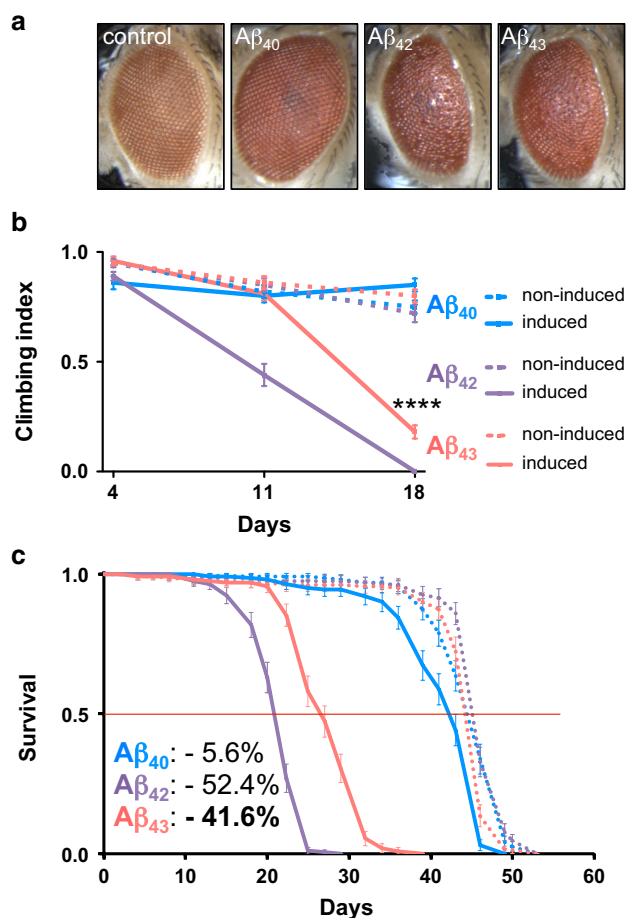 a
control
Aβ40
Aβ42
Aβ43
b
Climbing index
1.0
0.5
0.0
4
11
18
Days
****
Aβ40
non-induced
induced
Aβ42
non-induced
induced
Aβ43
non-induced
induced
c
Survival
1.0
0.5
0.0
Aβ40: - 5.6%
Aβ42: - 52.4%
Aβ43: - 41.6%
0
10
20
30
40
50
60
Days